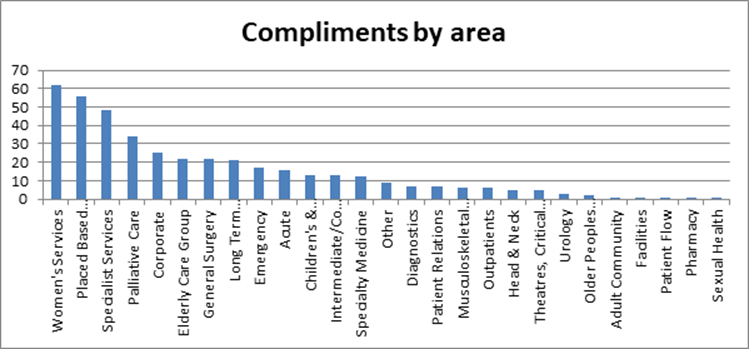 Compliments by area
70
60
50
40
30
20
10
0
Women's Services
Placed Based...
Specialist Services
Palliative Care
Corporate
Elderly Care Group
General Surgery
Long Term...
Emergency
Acute
Children's &...
Intermediate/Co...
Specialty Medicine
Other
Diagnostics
Patient Relations
Musculoskeletal...
Outpatients
Head & Neck
Theatres, Critical...
Urology
Older Peoples...
Adult Community
Facilities
Patient Flow
Pharmacy
Sexual Health